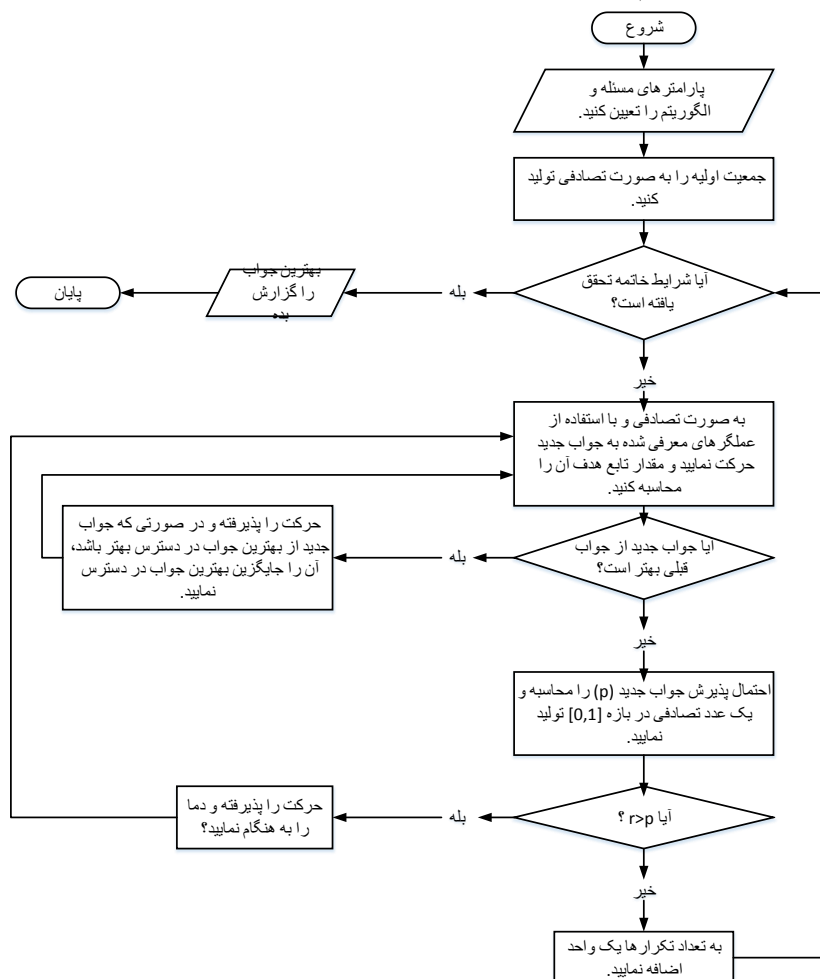 شروع
پارامترهای مسئله و
الگوریتم را تعیین کنید.
جمعیت اولیه را به صورت تصادفی تولید
کنید.
آیا شرایط خاتمه تحقق
یافته است؟
بله
بهترین جواب
را گزارش
بده
پایان
خیر
به صورت تصادفی و با استفاده از
عملگرهای معرفی شده به جواب جدید
حرکت نمایید و مقدار تابع هدف آن را
محاسبه کنید.
ایا جواب جدید از جواب
قبلی بهتر است؟
بله
حرکت را پذیرفته و در صورتی که جواب
جدید از بهترین جواب در دسترس بهتر باشد،
آن را جایگزین بهترین جواب در دسترس
نمایید.
خیر
احتمال پذیرش جواب جدید (p) را محاسبه و
یک عدد تصادفی در بازه [0,1] تولید
نمایید.
آیا r>p ؟
بله
حرکت را پذیرفته و دما
را به هنگام نمایید؟
خیر
به تعداد تکرار ها یک واحد
اضافه نمایید.